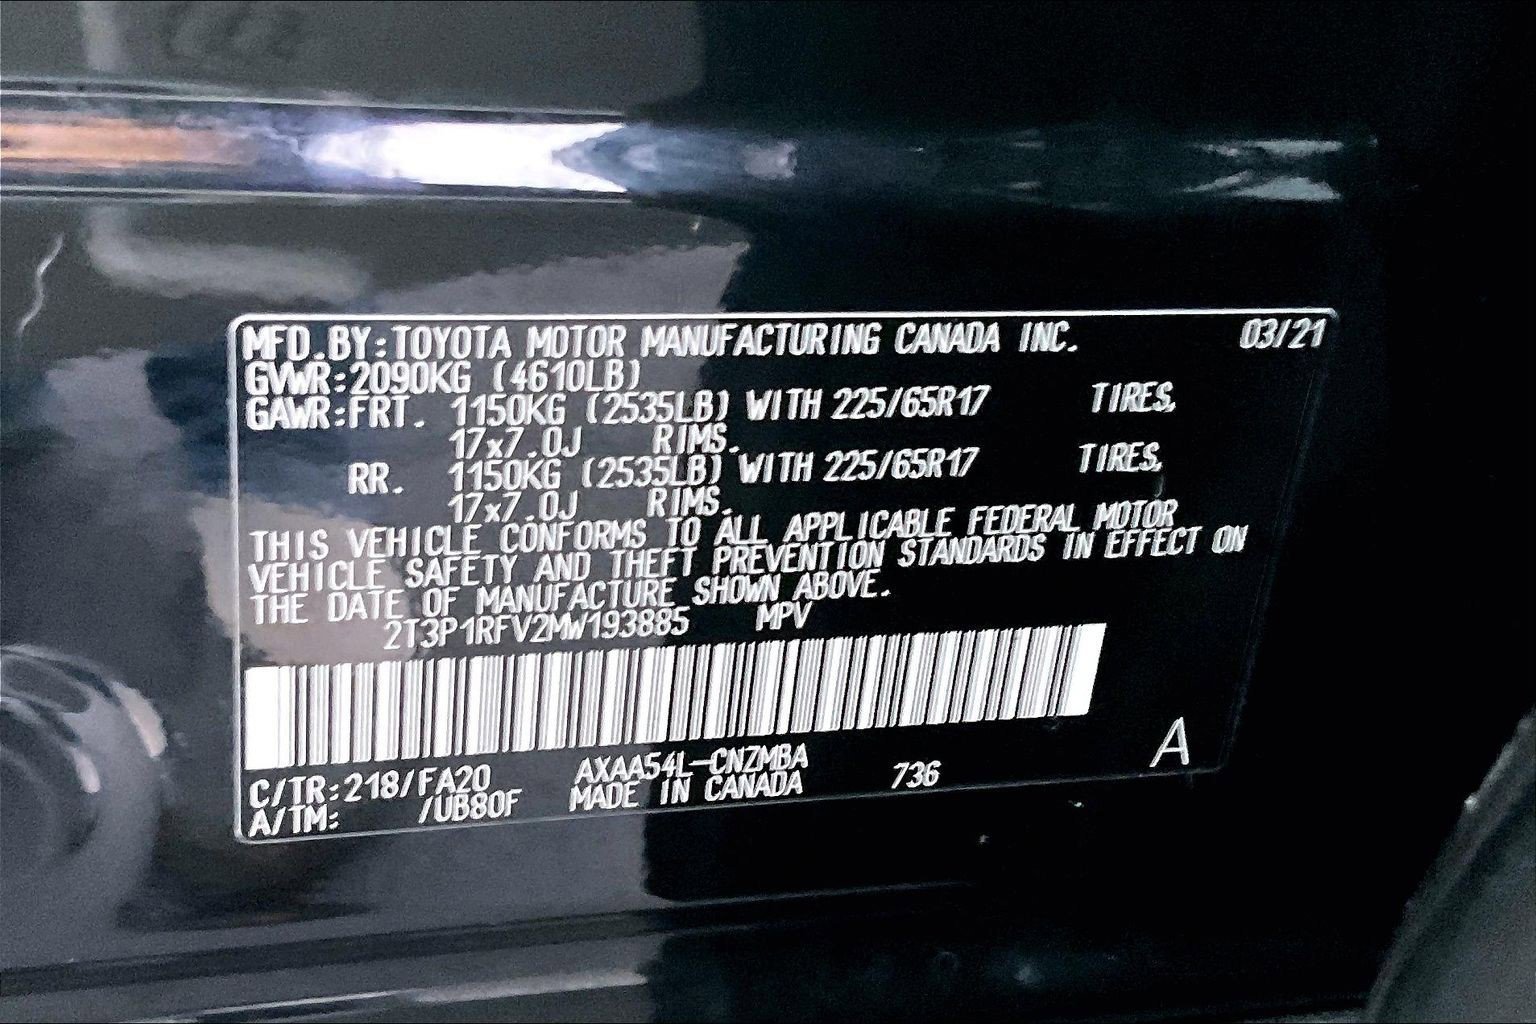 MFD.BY:TOYOTA MOTOR MANUFACTURING CANADA INC. 03/21
GVWR:2090KG (4610LB)
GAWR:FRT. 1150KG (2535LB) WITH 225/65R17 TIRES,
17x7.0J RIMS.
RR. 1150KG (2535LB) WITH 225/65R17 TIRES,
17x7.0J RIMS.
THIS VEHICLE CONFORMS TO ALL APPLICABLE FEDERAL MOTOR
VEHICLE SAFETY AND THEFT PREVENTION STANDARDS IN EFFECT ON
THE DATE OF MANUFACTURE SHOWN ABOVE.
2T3P1RFV2MW193885 MPV
C/TR:218/FA20 AXAA54L-CNZMBA 736 A
A/TM: /UB80F MADE IN CANADA